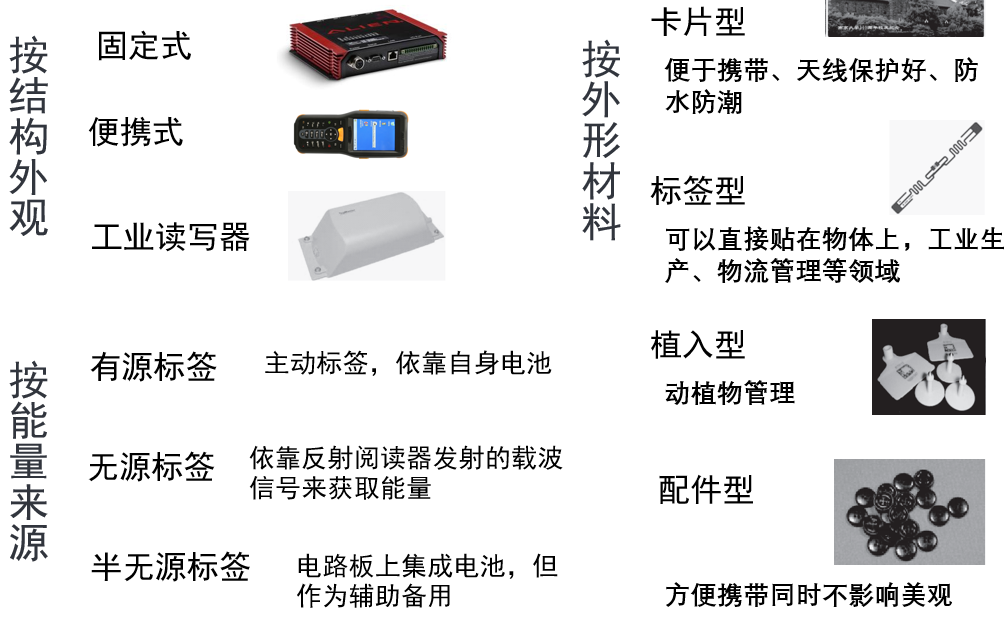 按结构外观
固定式
ALIEN
便携式
工业读写器
按能量来源
有源标签
主动标签，依靠自身电池
无源标签
依靠反射阅读器发射的载波
信号来获取能量
半无源标签
电路板上集成电池，但
作为辅助备用
按外形材料
卡片型
便于携带、天线保护好、防
水防潮
标签型
可以直接贴在物体上，工业生
产、物流管理等领域
植入型
动植物管理
配件型
方便携带同时不影响美观